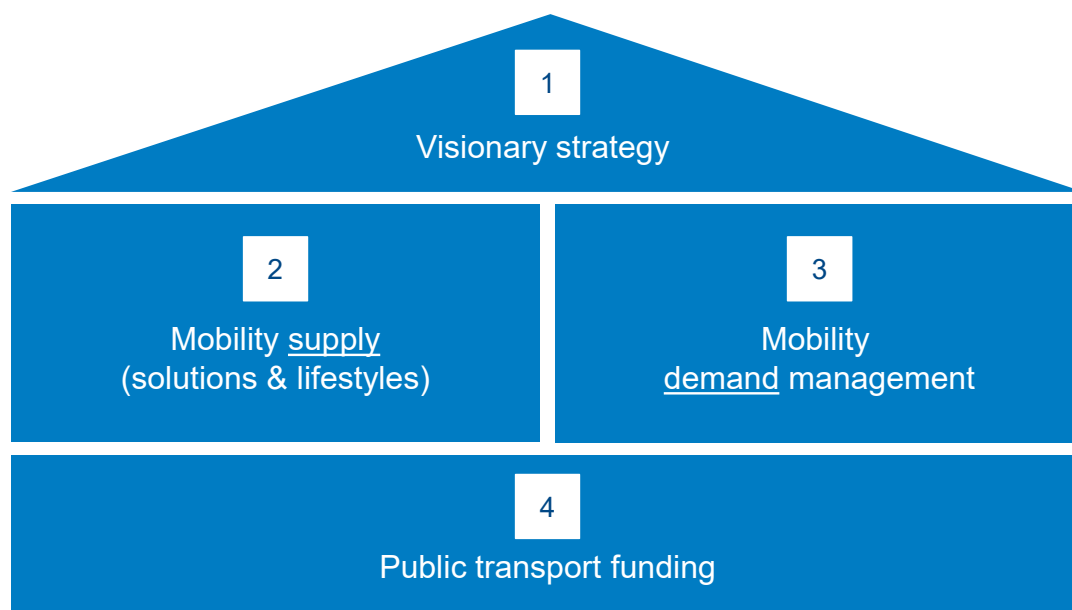 1
Visionary strategy
2
Mobility supply
(solutions & lifestyles)
3
Mobility
demand management
4
Public transport funding